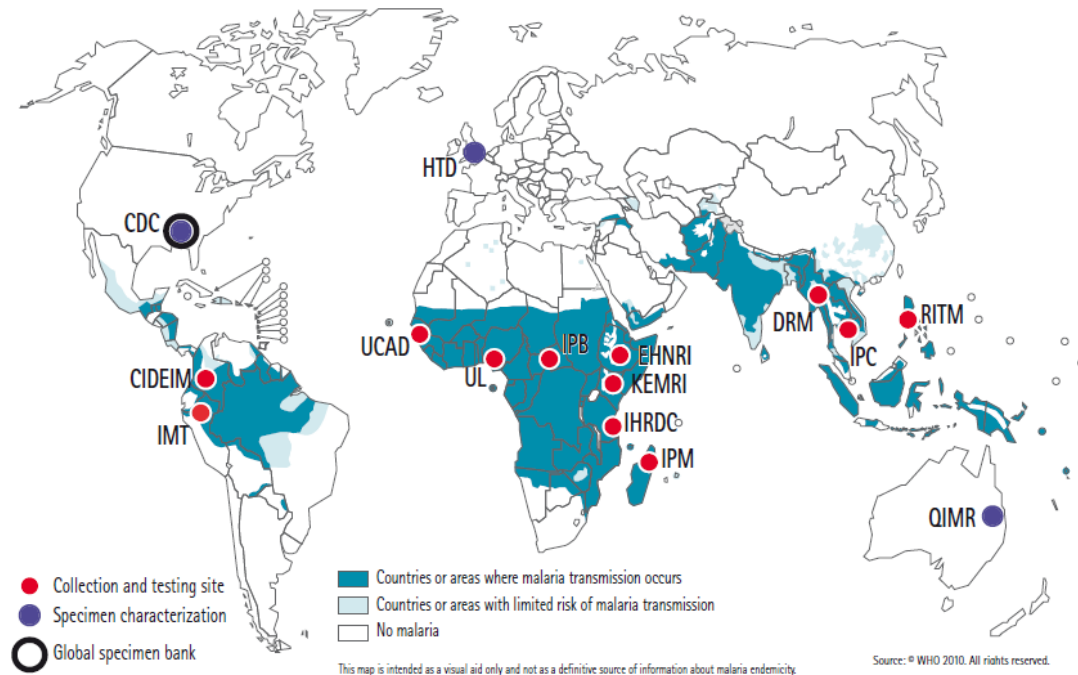 HTD
CDC
UCAD
UL
IPB
EHNRI
KEMRI
IHRDC
IPM
DRM
IPC
RITM
CIDEIM
IMT
QIMR
Collection and testing site
Specimen characterization
Global specimen bank
Countries or areas where malaria transmission occurs
Countries or areas with limited risk of malaria transmission
No malaria
This map is intended as a visual aid only and not as a definitive source of information about malaria endemicity.
Source: © WHO 2010. All rights reserved.